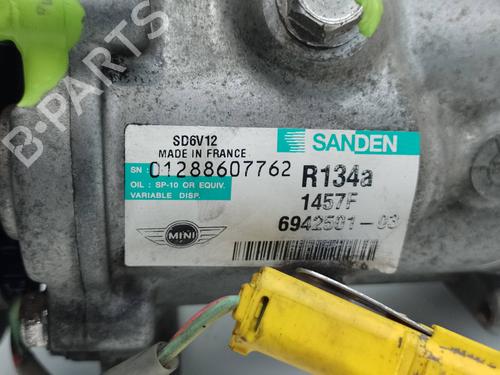 SD6V12
MADE IN FRANCE
SN : 01288607762
OIL : SP-10 OR EQUIV.
VARIABLE DISP.
MINI
SANDEN
R134a
1457F
6942501-03
B-PARTS